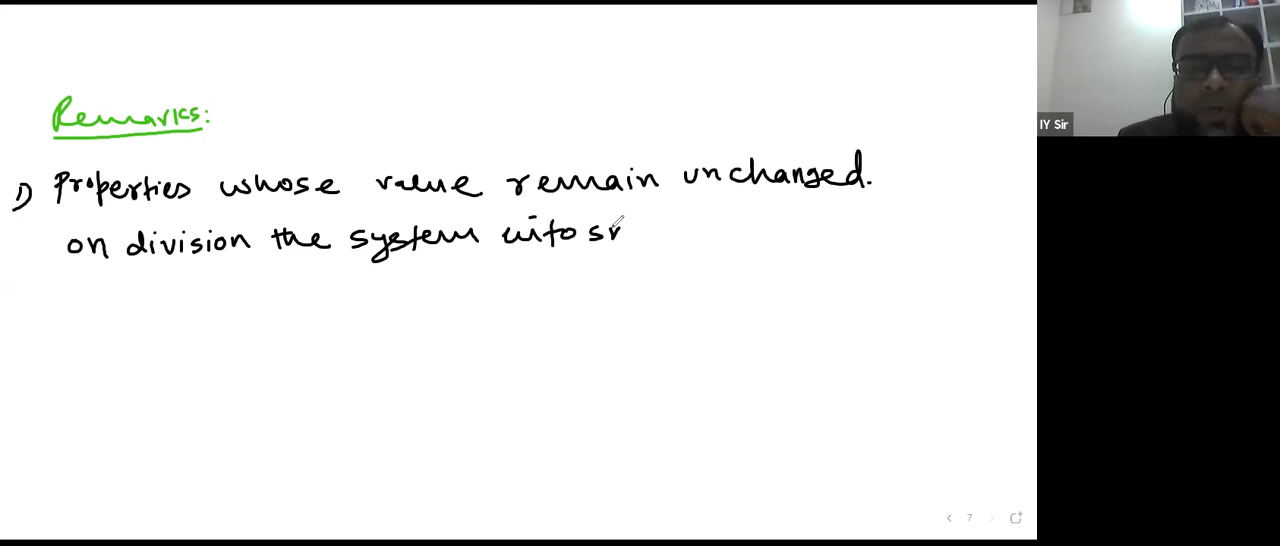 Remarks:
1) Properties whose value remain unchanged.
on division the system into
IY Sir
7